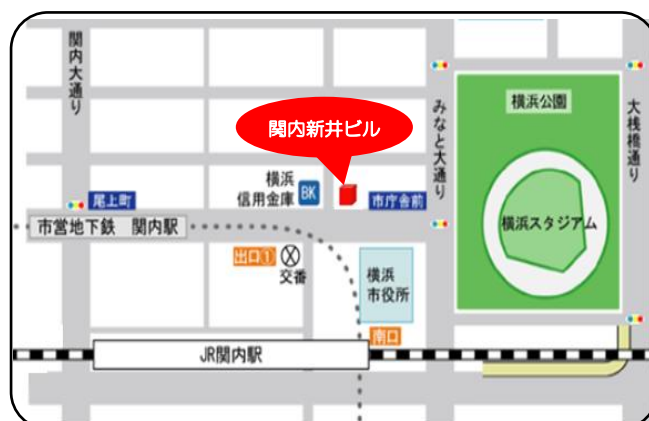 関内大通り
横浜公園
みなと大通り
大桟橋通り
関内新井ビル
横浜
信用金庫
BK
尾上町
市庁舎前
横浜スタジアム
市営地下鉄 関内駅
出口①
交番
横浜
市役所
南口
JR関内駅